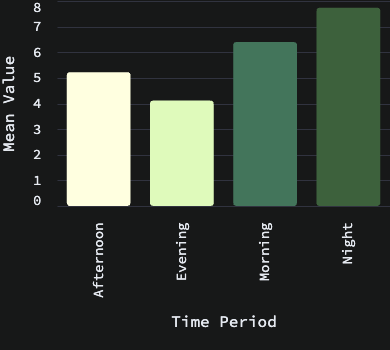 Mean Value
8
7
6
5
4
3
2
1
0
Afternoon
Evening
Morning
Night
Time Period